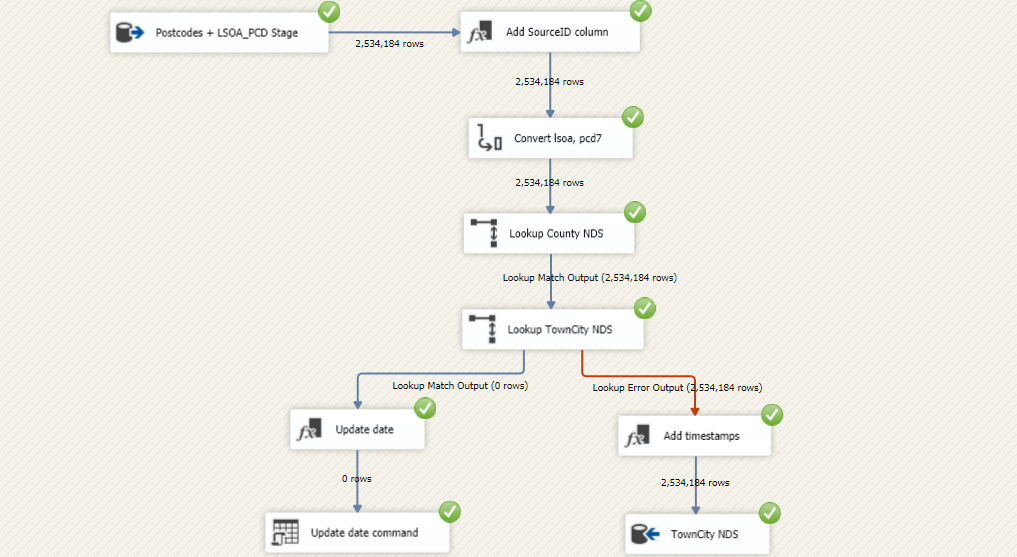 Postcodes + LSOA_PCD Stage
2,534,184 rows
Add SourceID column
2,534,184 rows
Convert lsoa, pcd7
2,534,184 rows
Lookup County NDS
Lookup Match Output (2,534,184 rows)
Lookup TownCity NDS
Lookup Match Output (0 rows)
Lookup Error Output (2,534,184 rows)
Update date
Add timestamps
0 rows
2,534,184 rows
Update date command
TownCity NDS